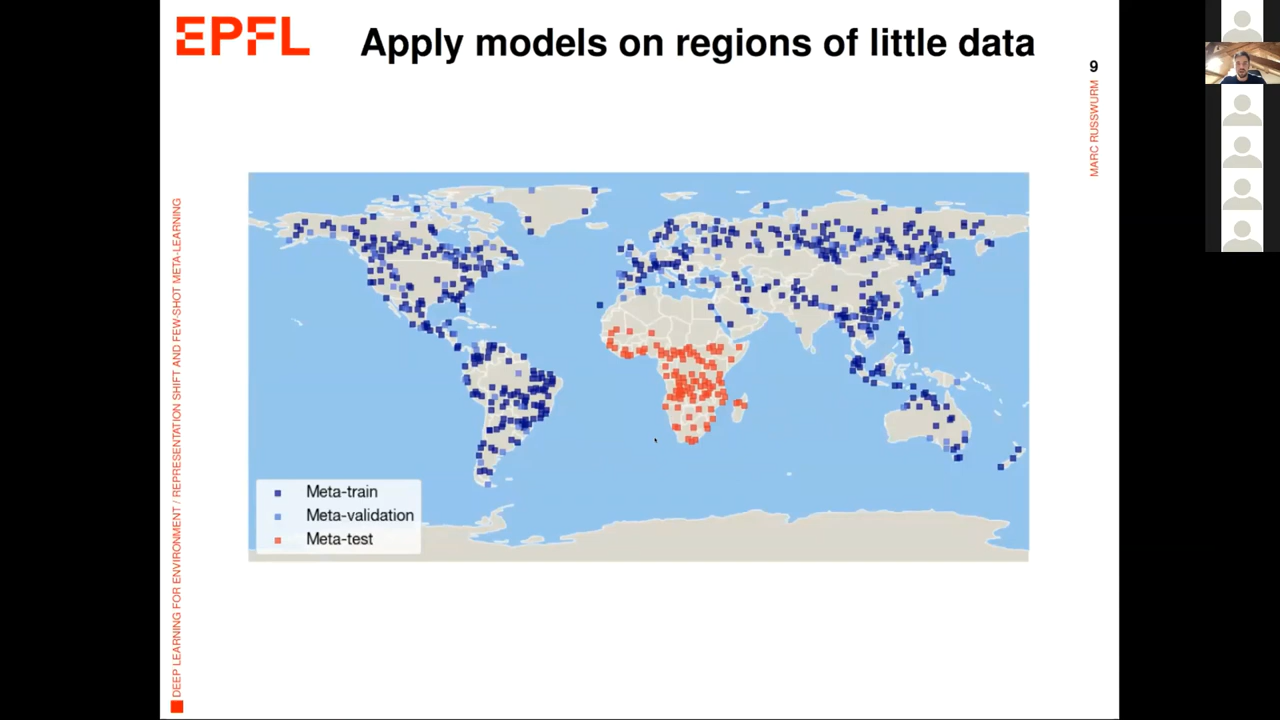 EPFL
Apply models on regions of little data
9
MARC RUSSWURM
DEEP LEARNING FOR ENVIRONMENT / REPRESENTATION SHIFT AND FEW-SHOT META-LEARNING
Meta-train
Meta-validation
Meta-test